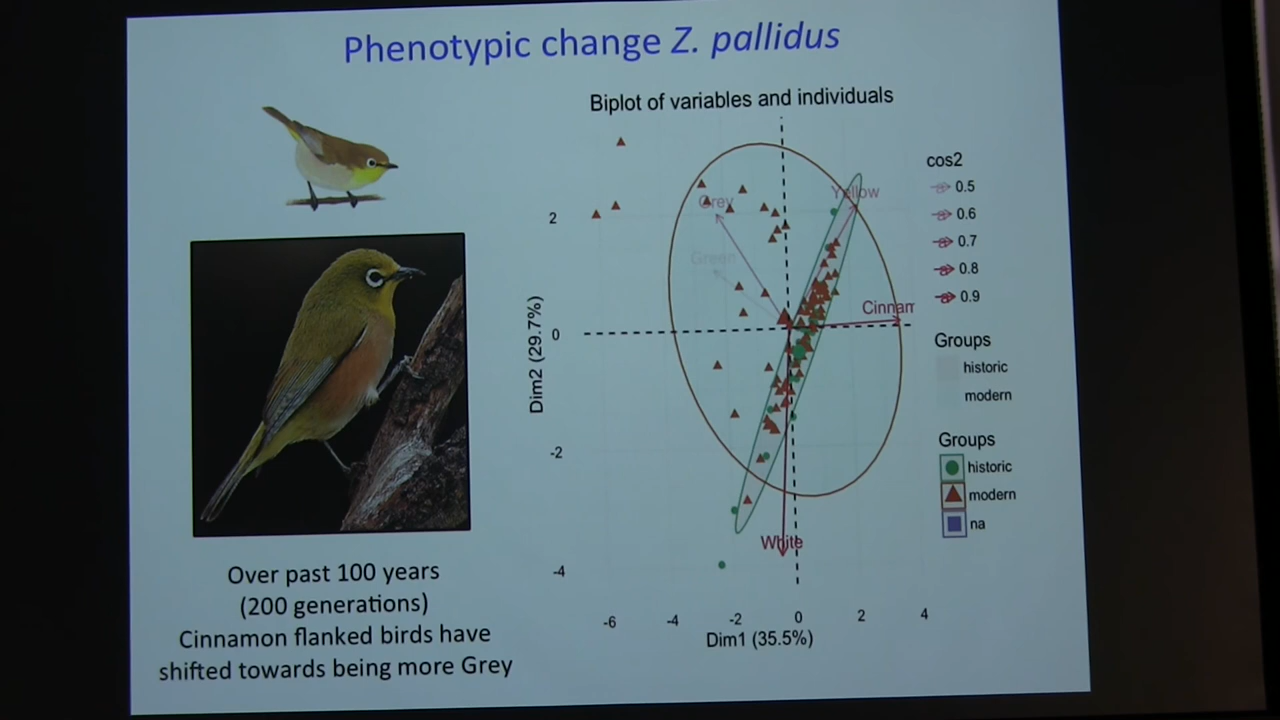 Phenotypic change Z. pallidus
Biplot of variables and individuals
cos2
0.5
0.6
0.7
0.8
0.9
Groups
historic
modern
Groups
historic
modern
na
Grey
Green
Yellow
Cinnam
White
Dim2 (29.7%)
2
0
-2
-4
-6 -4 -2 0 2 4
Dim1 (35.5%)
Over past 100 years
(200 generations)
Cinnamon flanked birds have
shifted towards being more Grey